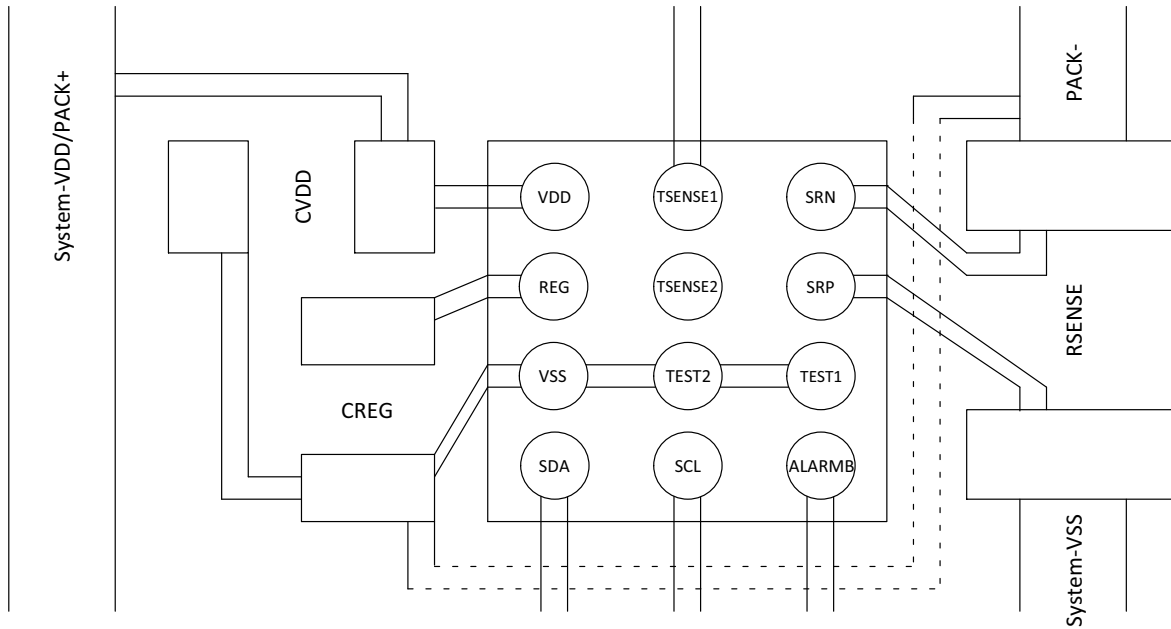 System-VDD/PACK+
PACK-
CVDD
VDD
TSENSE1
SRN
REG
TSENSE2
SRP
RSENSE
VSS
TEST2
TEST1
CREG
SDA
SCL
ALARMB
System-VSS